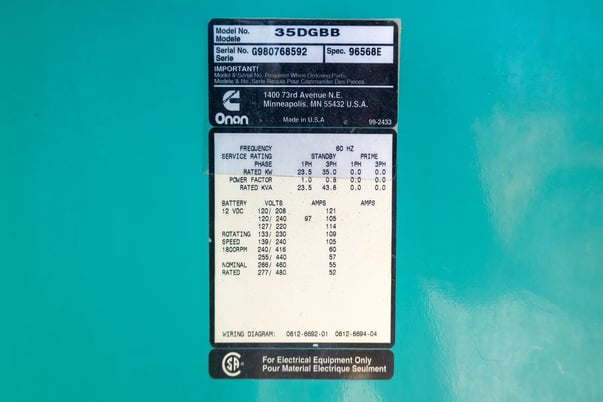 Model No. 35DGBB
Modele
Serial No. G980768592 Spec. 96568E
Serie
IMPORTANT!
Model & Serial No. Required When Ordering Parts.
Modele & No. Serie Requis Pour Commander Des Pieces.
1400 73rd Avenue N.E.
Minneapolis, MN 55432 U.S.A.
Onan
Made in U.S.A 99-2433
FREQUENCY 60 HZ
SERVICE RATING STANDBY PRIME
PHASE 1PH 3PH 1PH 3PH
RATED KW 23.5 35.0 0.0 0.0
POWER FACTOR 1.0 0.8 0.0 0.0
RATED KVA 23.5 43.8 0.0 0.0
BATTERY VOLTS AMPS AMPS
12 VDC 120/ 208 121
120/ 240 97 105
127/ 220 114
ROTATING 133/ 230 109
SPEED 139/ 240 105
1800RPM 240/ 416 60
255/ 440 57
NOMINAL 266/ 460 55
RATED 277/ 480 52
WIRING DIAGRAM: 0612-6692-01 0612-6694-04
For Electrical Equipment Only
Pour Material Electrique Seulment